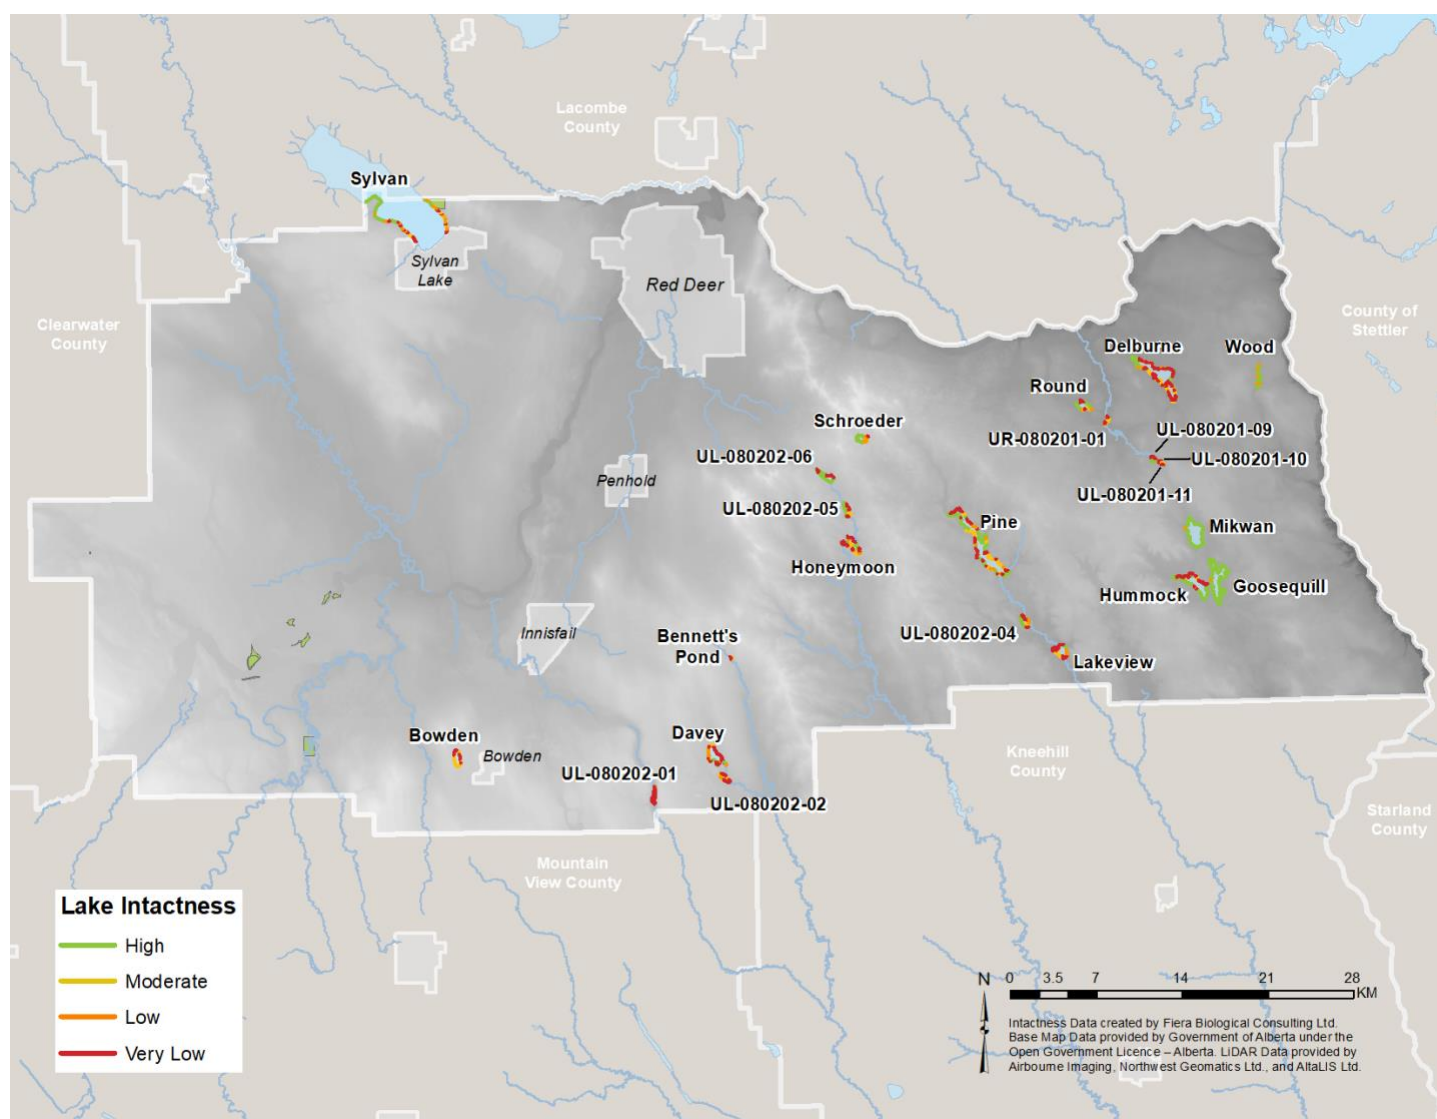 Lacombe
County
Sylvan
Sylvan
Lake
Red Deer
Clearwater
County
County of
Stettler
Delburne
Wood
Round
Schroeder
UR-080201-01
UL-080201-09
UL-080201-10
UL-080201-11
UL-080202-06
Penhold
UL-080202-05
Pine
Mikwan
Honeymoon
Hummock
Goosequill
Innisfail
Bennett's
Pond
UL-080202-04
Lakeview
Bowden
Bowden
Davey
UL-080202-01
UL-080202-02
Kneehill
County
Starland
County
Mountain
View County
Lake Intactness
High
Moderate
Low
Very Low
N
0 3.5 7 14 21 28
KM
Intactness Data created by Fiera Biological Consulting Ltd.
Base Map Data provided by Government of Alberta under the
Open Government Licence – Alberta. LiDAR Data provided by
Airbourne Imaging, Northwest Geomatics Ltd., and AltaLIS Ltd.